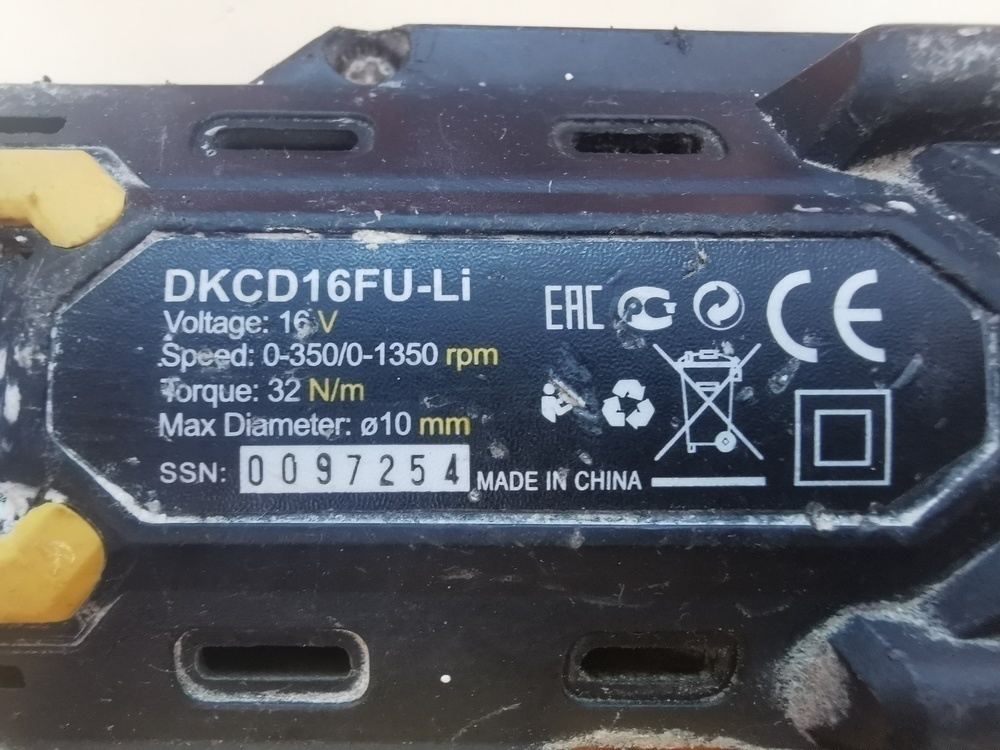 DKCD16FU-Li
Voltage: 16 V
Speed: 0-350/0-1350 rpm
Torque: 32 N/m
Max Diameter: ø10 mm
SSN: 0097254
MADE IN CHINA
EAC
CE